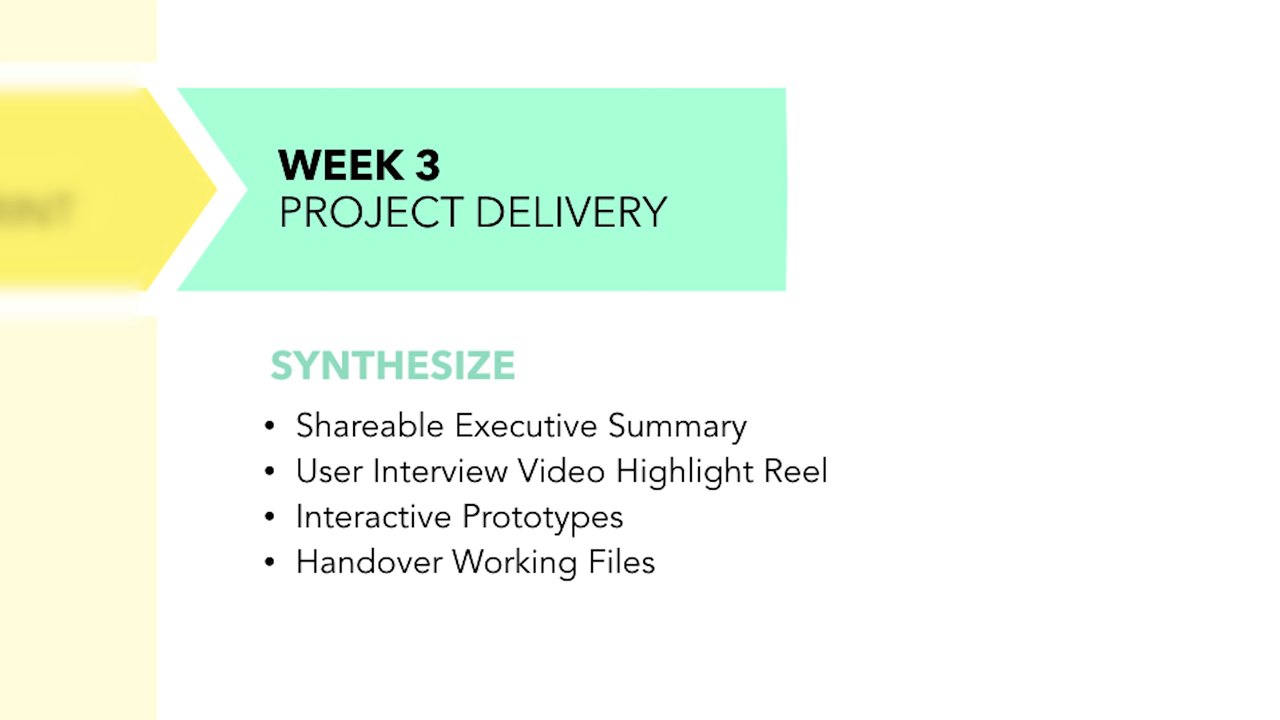 WEEK 3
PROJECT DELIVERY
SYNTHESIZE
• Shareable Executive Summary
• User Interview Video Highlight Reel
• Interactive Prototypes
• Handover Working Files